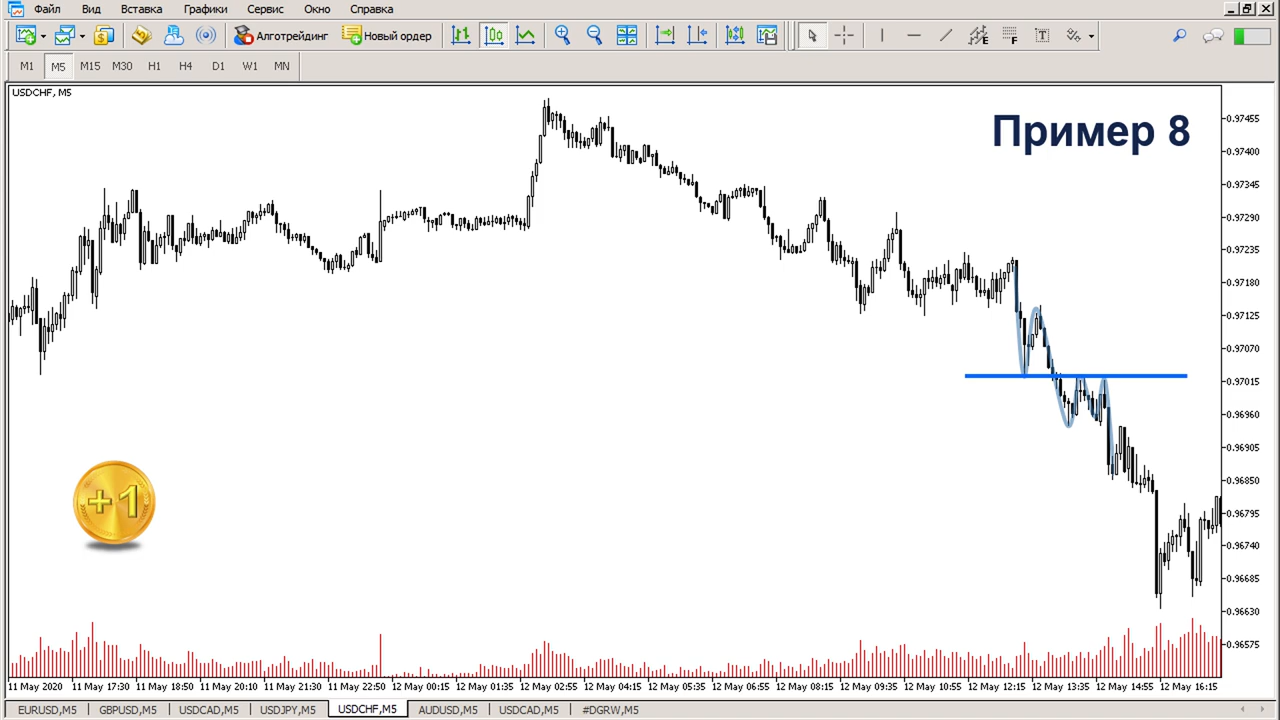 Файл Вид Вставка Графики Сервис Окно Справка
Алготрейдинг Новый ордер
E F T
M1 M5 M15 M30 H1 H4 D1 W1 MN
USDCHF, M5
Пример 8
0.97455
0.97400
0.97345
0.97290
0.97235
0.97180
0.97125
0.97070
0.97015
0.96960
0.96905
0.96850
0.96795
0.96740
0.96685
0.96630
0.96575
+1
11 May 2020 11 May 17:30 11 May 18:50 11 May 20:10 11 May 21:30 11 May 22:50 12 May 00:15 12 May 01:35 12 May 02:55 12 May 04:15 12 May 05:35 12 May 06:55 12 May 08:15 12 May 09:35 12 May 10:55 12 May 12:15 12 May 13:35 12 May 14:55 12 May 16:15
EURUSD,M5 GBPUSD,M5 USDCAD,M5 USDJPY,M5 USDCHF,M5 AUDUSD,M5 USDCAD,M5 #DGRW,M5